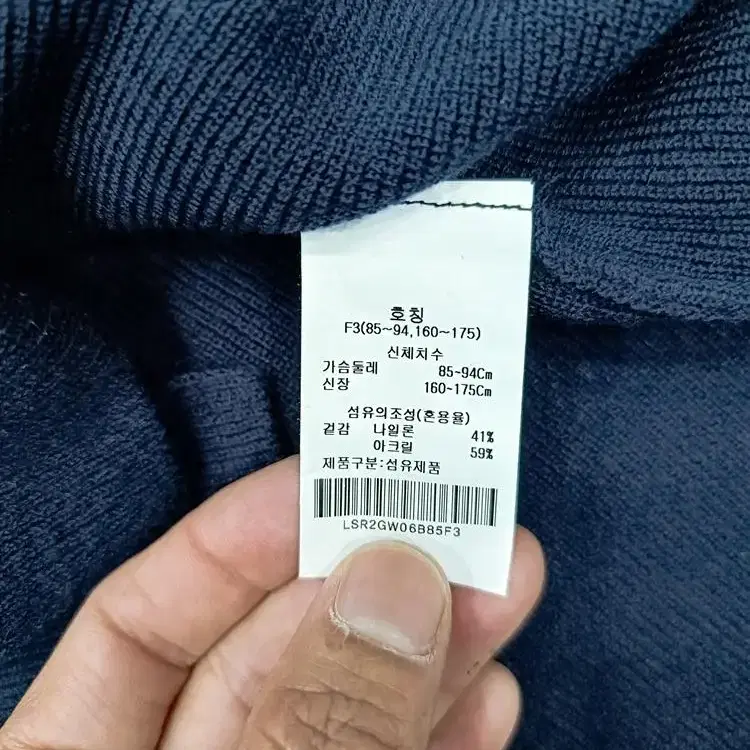 호칭
F3(85~94,160~175)
신체치수
가슴둘레 85~94Cm
신장 160~175Cm
섬유의조성(혼용율)
겉감 나일론 41%
아크릴 59%
제품구분:섬유제품
LSR2GW06B85F3